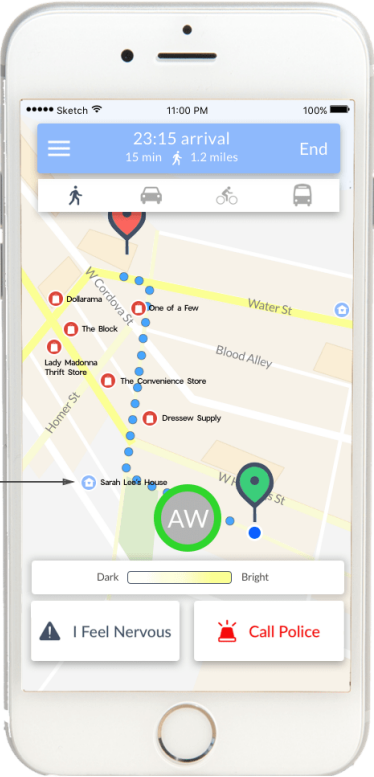 ●●●●● Sketch 11:00 PM 100%
23:15 arrival
15 min 1.2 miles
End
W Cordova St
Dollarama
One of a Few
Water St
The Block
Lady Madonna
Thrift Store
Blood Alley
The Convenience Store
Homer St
Dressew Supply
Sarah Lee's House
AW
Dark Bright
I Feel Nervous
Call Police